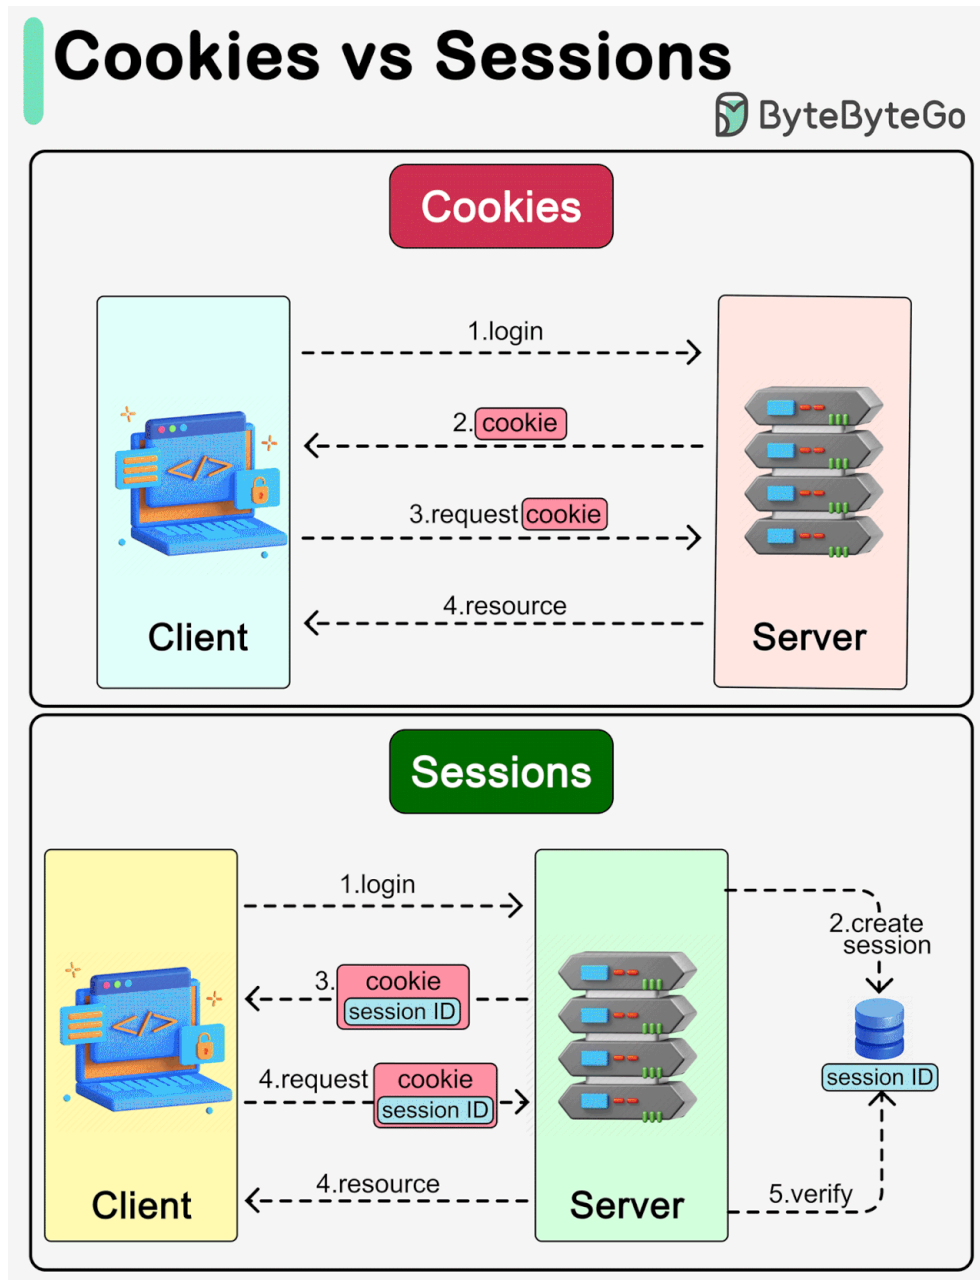 Cookies vs Sessions
ByteByteGo
Cookies
1.login
2.cookie
3.request cookie
4.resource
Client
Server
Sessions
1.login
2.create
session
3.cookie
session ID
4.request cookie
session ID
session ID
4.resource
5.verify
Client
Server